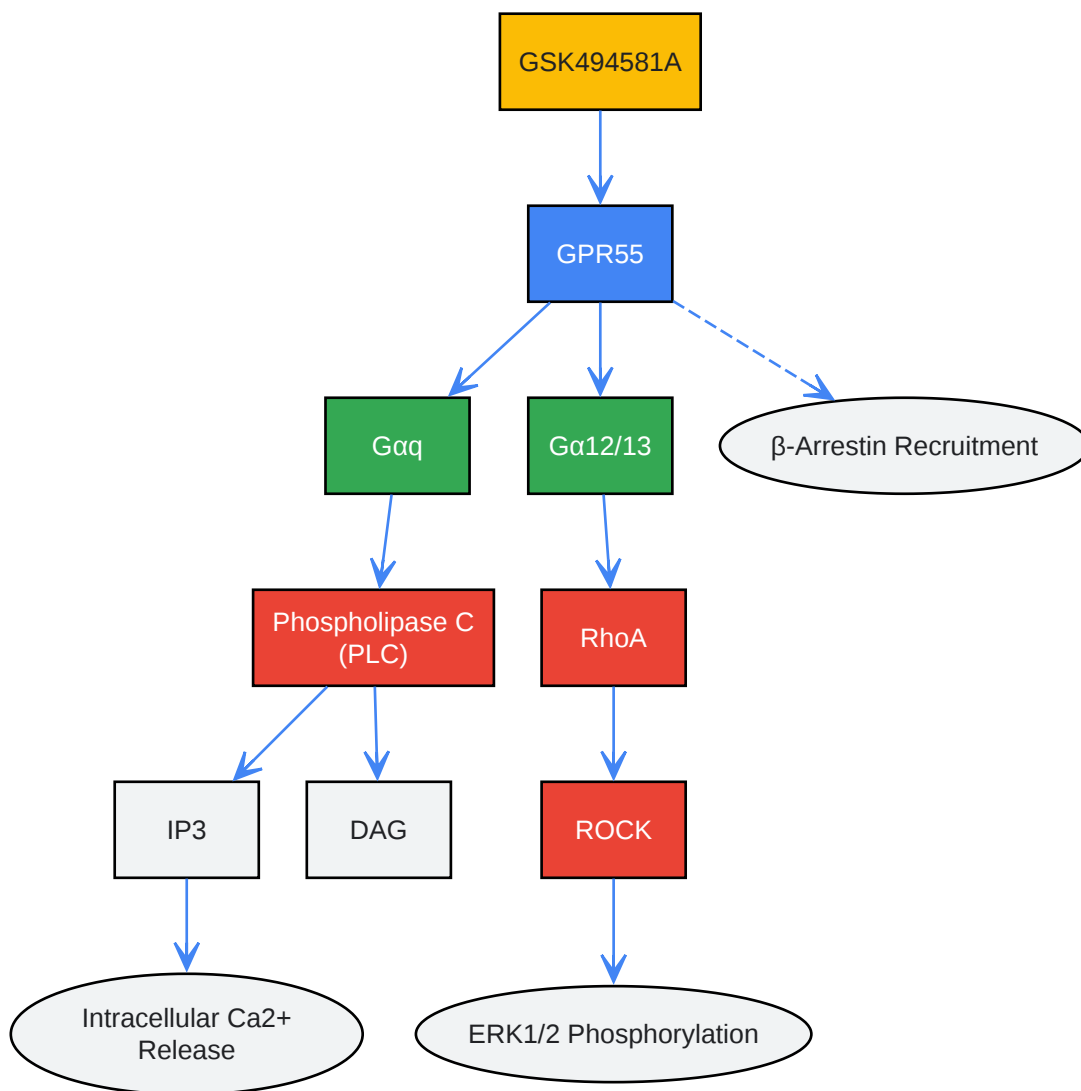 GSK494581A
GPR55
Gαq
Gα12/13
β-Arrestin Recruitment
Phospholipase C
(PLC)
RhoA
IP3
DAG
ROCK
Intracellular Ca2+
Release
ERK1/2 Phosphorylation